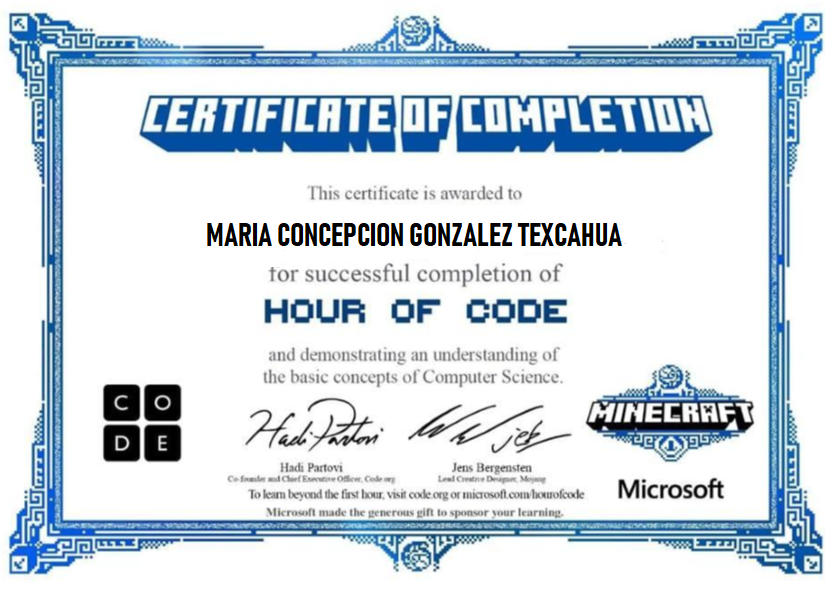 CERTIFICATE OF COMPLETION
This certificate is awarded to
MARIA CONCEPCION GONZALEZ TEXCAHUA
for successful completion of
HOUR OF CODE
and demonstrating an understanding of
the basic concepts of Computer Science.
C O
D E
MINECRAFT
Hadi Partovi
Jens Bergensten
Co-founder and Chief Executive Officer, Code.org
Lead Creative Designer, Mojang
Microsoft
To learn beyond the first hour, visit code.org or microsoft.com/hourofcode
Microsoft made the generous gift to sponsor your learning.